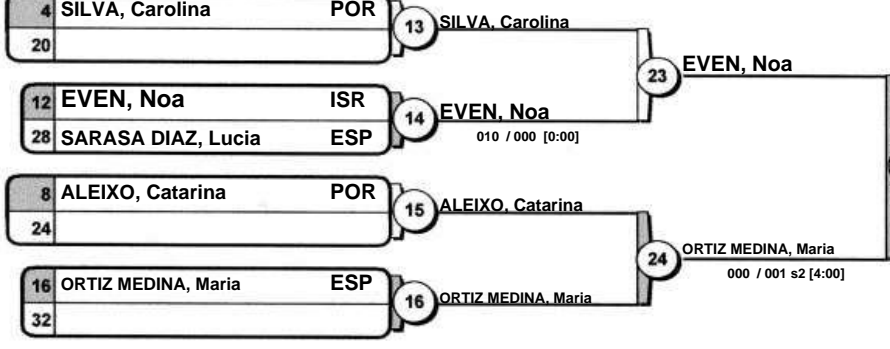 4 SILVA, Carolina POR
20
13 SILVA, Carolina
12 EVEN, Noa ISR
28 SARASA DIAZ, Lucia ESP
14 EVEN, Noa
010 / 000 [0:00]
23 EVEN, Noa
8 ALEIXO, Catarina POR
24
15 ALEIXO, Catarina
16 ORTIZ MEDINA, Maria ESP
32
16 ORTIZ MEDINA, Maria
24 ORTIZ MEDINA, Maria
000 / 001 s2 [4:00]